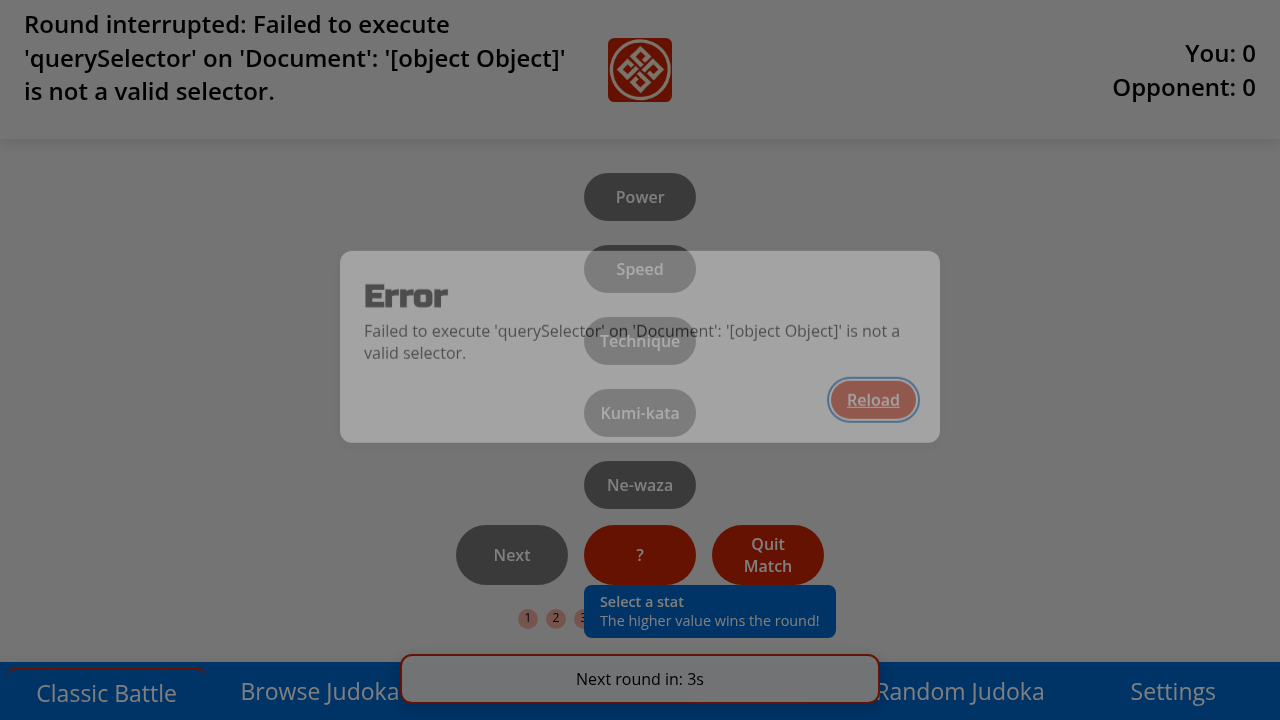 Round interrupted: Failed to execute
'querySelector' on 'Document': '[object Object]'
is not a valid selector.
You: 0
Opponent: 0
Power
Speed
Error
Failed to execute 'querySelector' on 'Document': '[object Object]' is not a
valid selector.
Technique
Reload
Kumi-kata
Ne-waza
Next
?
Quit
Match
Select a stat
The higher value wins the round!
1 2 3
Next round in: 3s
Classic Battle
Browse Judoka
Random Judoka
Settings